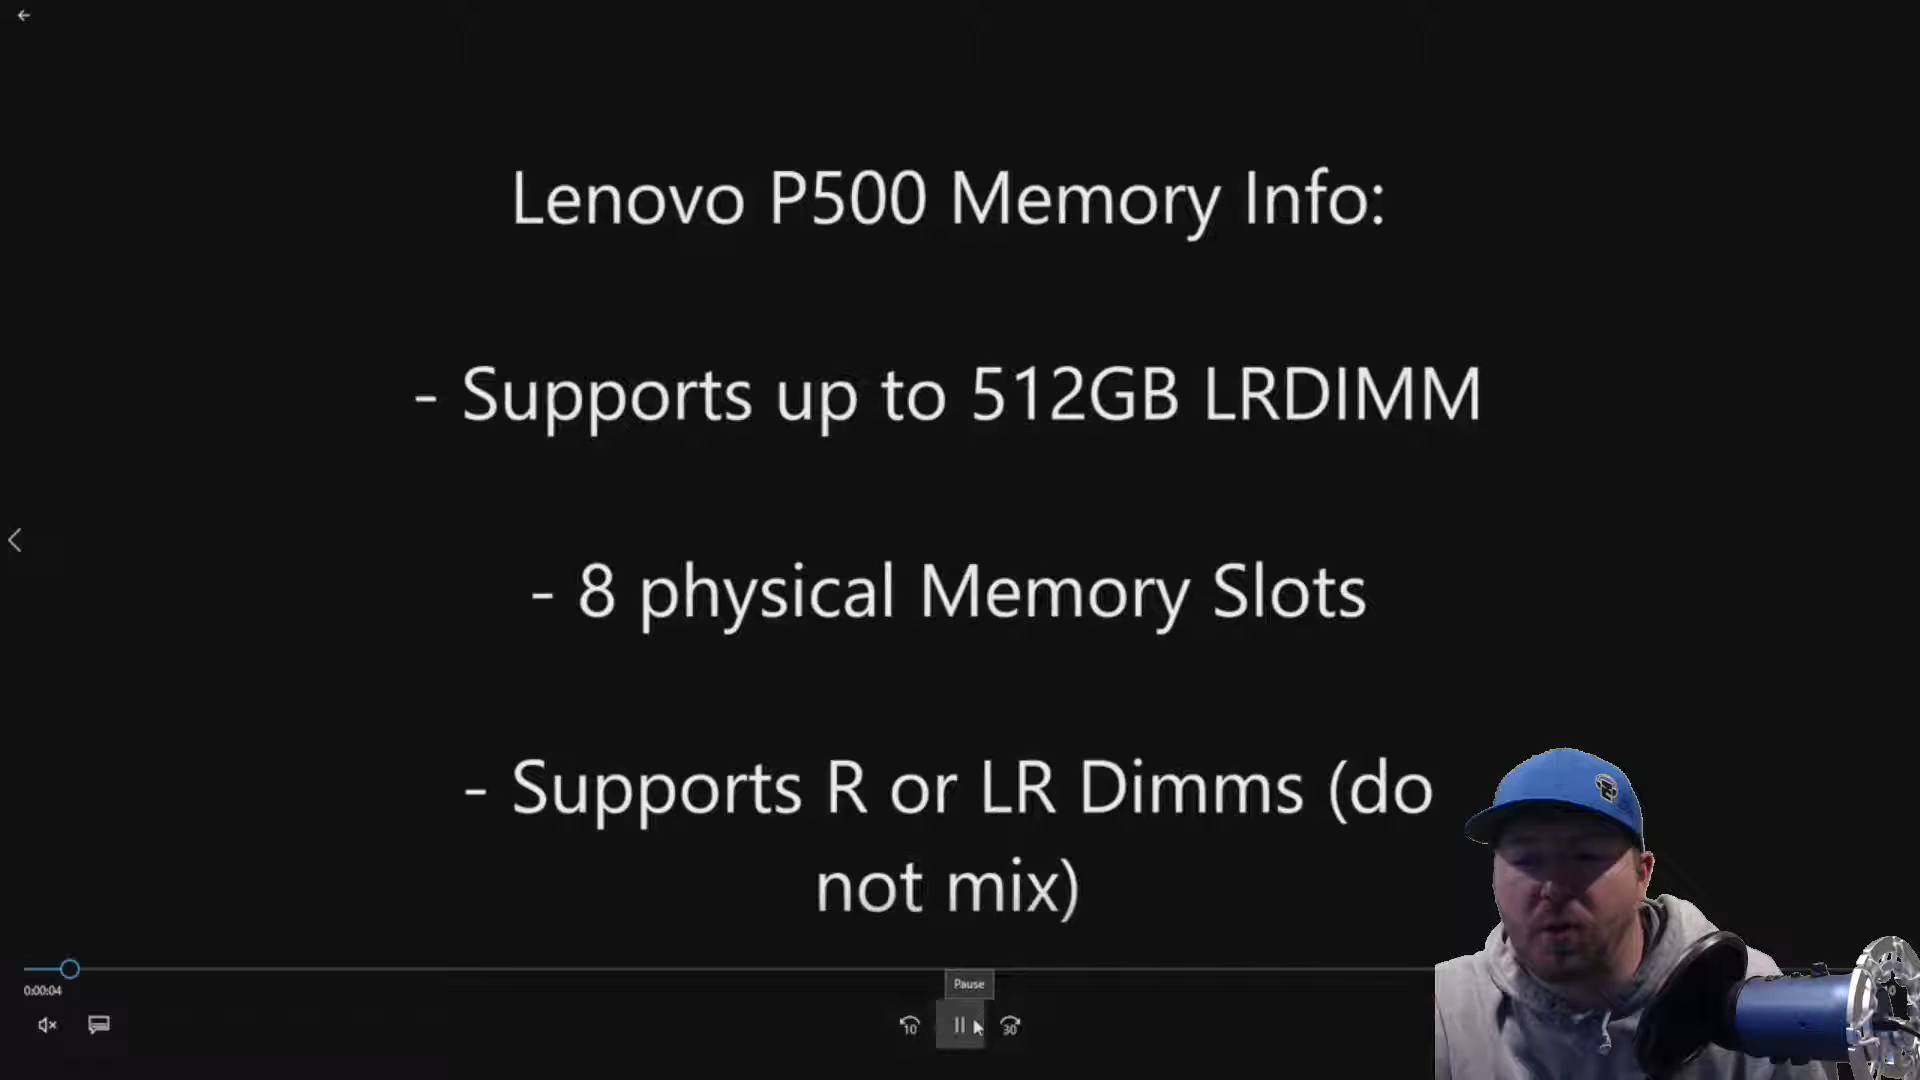 Lenovo P500 Memory Info:
- Supports up to 512GB LRDIMM
- 8 physical Memory Slots
- Supports R or LR Dimms (do
not mix)
Pause
0:00:04
10
30